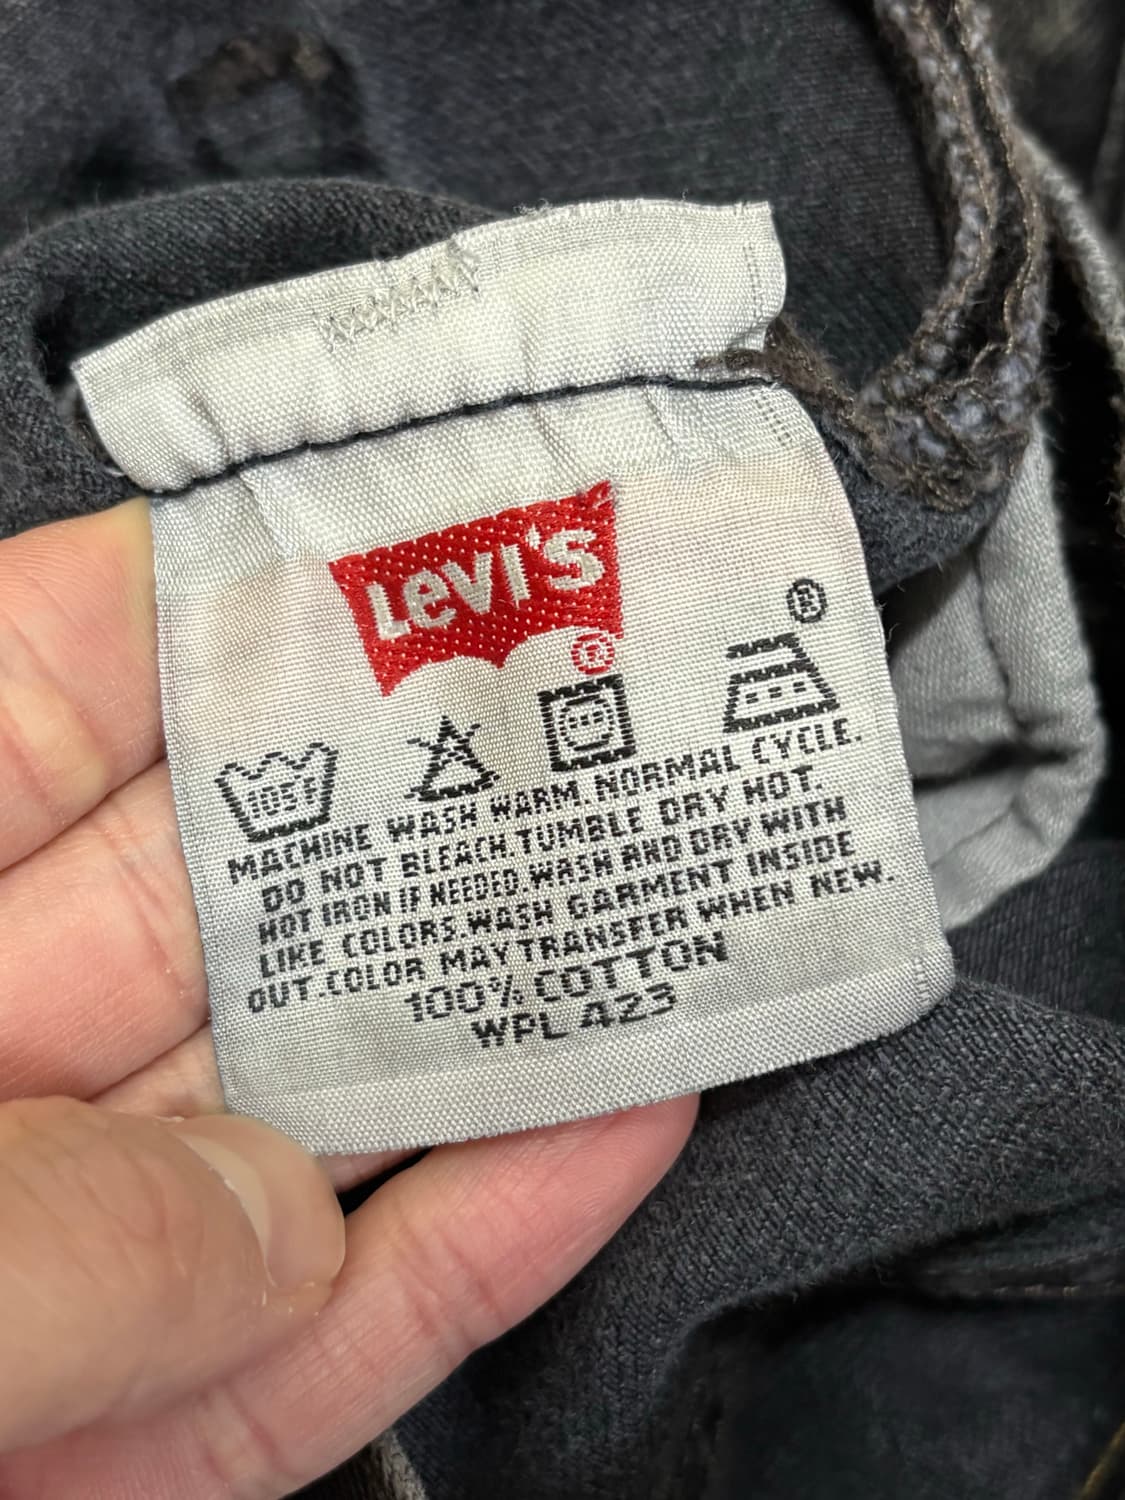 Levi's
®
®
105F
MACHINE WASH WARM. NORMAL CYCLE.
DO NOT BLEACH. TUMBLE DRY HOT.
HOT IRON IF NEEDED. WASH AND DRY WITH
LIKE COLORS. WASH GARMENT INSIDE
OUT. COLOR MAY TRANSFER WHEN NEW.
100% COTTON
WPL 423